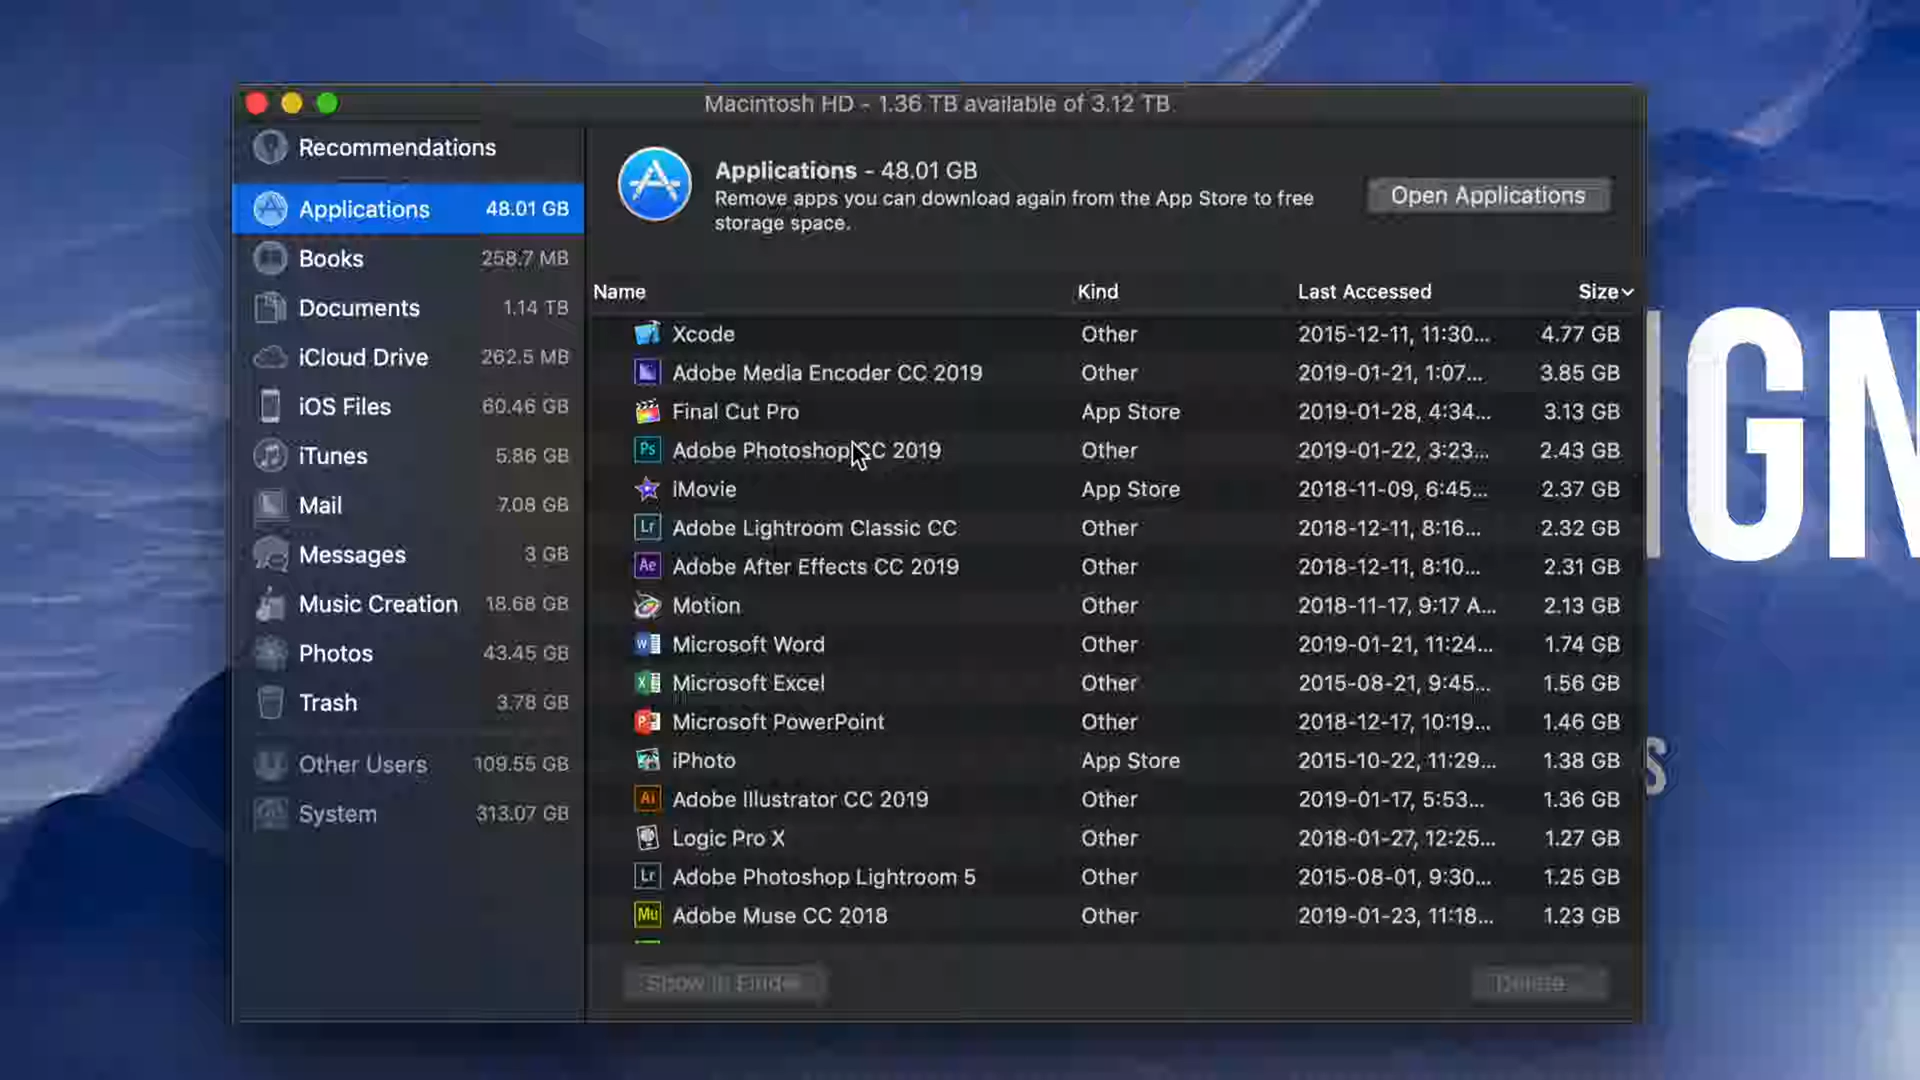 Macintosh HD - 1.36 TB available of 3.12 TB
Recommendations
Applications 48.01 GB
Books 258.7 MB
Documents 1.14 TB
iCloud Drive 262.5 MB
iOS Files 60.46 GB
iTunes 5.86 GB
Mail 7.08 GB
Messages 3 GB
Music Creation 18.68 GB
Photos 43.45 GB
Trash 3.78 GB
Other Users 109.55 GB
System 313.07 GB
Applications - 48.01 GB
Remove apps you can download again from the App Store to free
storage space.
Open Applications
Name Kind Last Accessed Size
Xcode Other 2015-12-11, 11:30... 4.77 GB
Adobe Media Encoder CC 2019 Other 2019-01-21, 1:07... 3.85 GB
Final Cut Pro App Store 2019-01-28, 4:34... 3.13 GB
Ps Adobe Photoshop CC 2019 Other 2019-01-22, 3:23... 2.43 GB
iMovie App Store 2018-11-09, 6:45... 2.37 GB
Lr Adobe Lightroom Classic CC Other 2018-12-11, 8:16... 2.32 GB
Ae Adobe After Effects CC 2019 Other 2018-12-11, 8:10... 2.31 GB
Motion Other 2018-11-17, 9:17 A... 2.13 GB
W Microsoft Word Other 2019-01-21, 11:24... 1.74 GB
X Microsoft Excel Other 2015-08-21, 9:45... 1.56 GB
P Microsoft PowerPoint Other 2018-12-17, 10:19... 1.46 GB
iPhoto App Store 2015-10-22, 11:29... 1.38 GB
Ai Adobe Illustrator CC 2019 Other 2019-01-17, 5:53... 1.36 GB
Logic Pro X Other 2018-01-27, 12:25... 1.27 GB
Lr Adobe Photoshop Lightroom 5 Other 2015-08-01, 9:30... 1.25 GB
Mu Adobe Muse CC 2018 Other 2019-01-23, 11:18... 1.23 GB
Show in Finder
Delete...
IGN
S